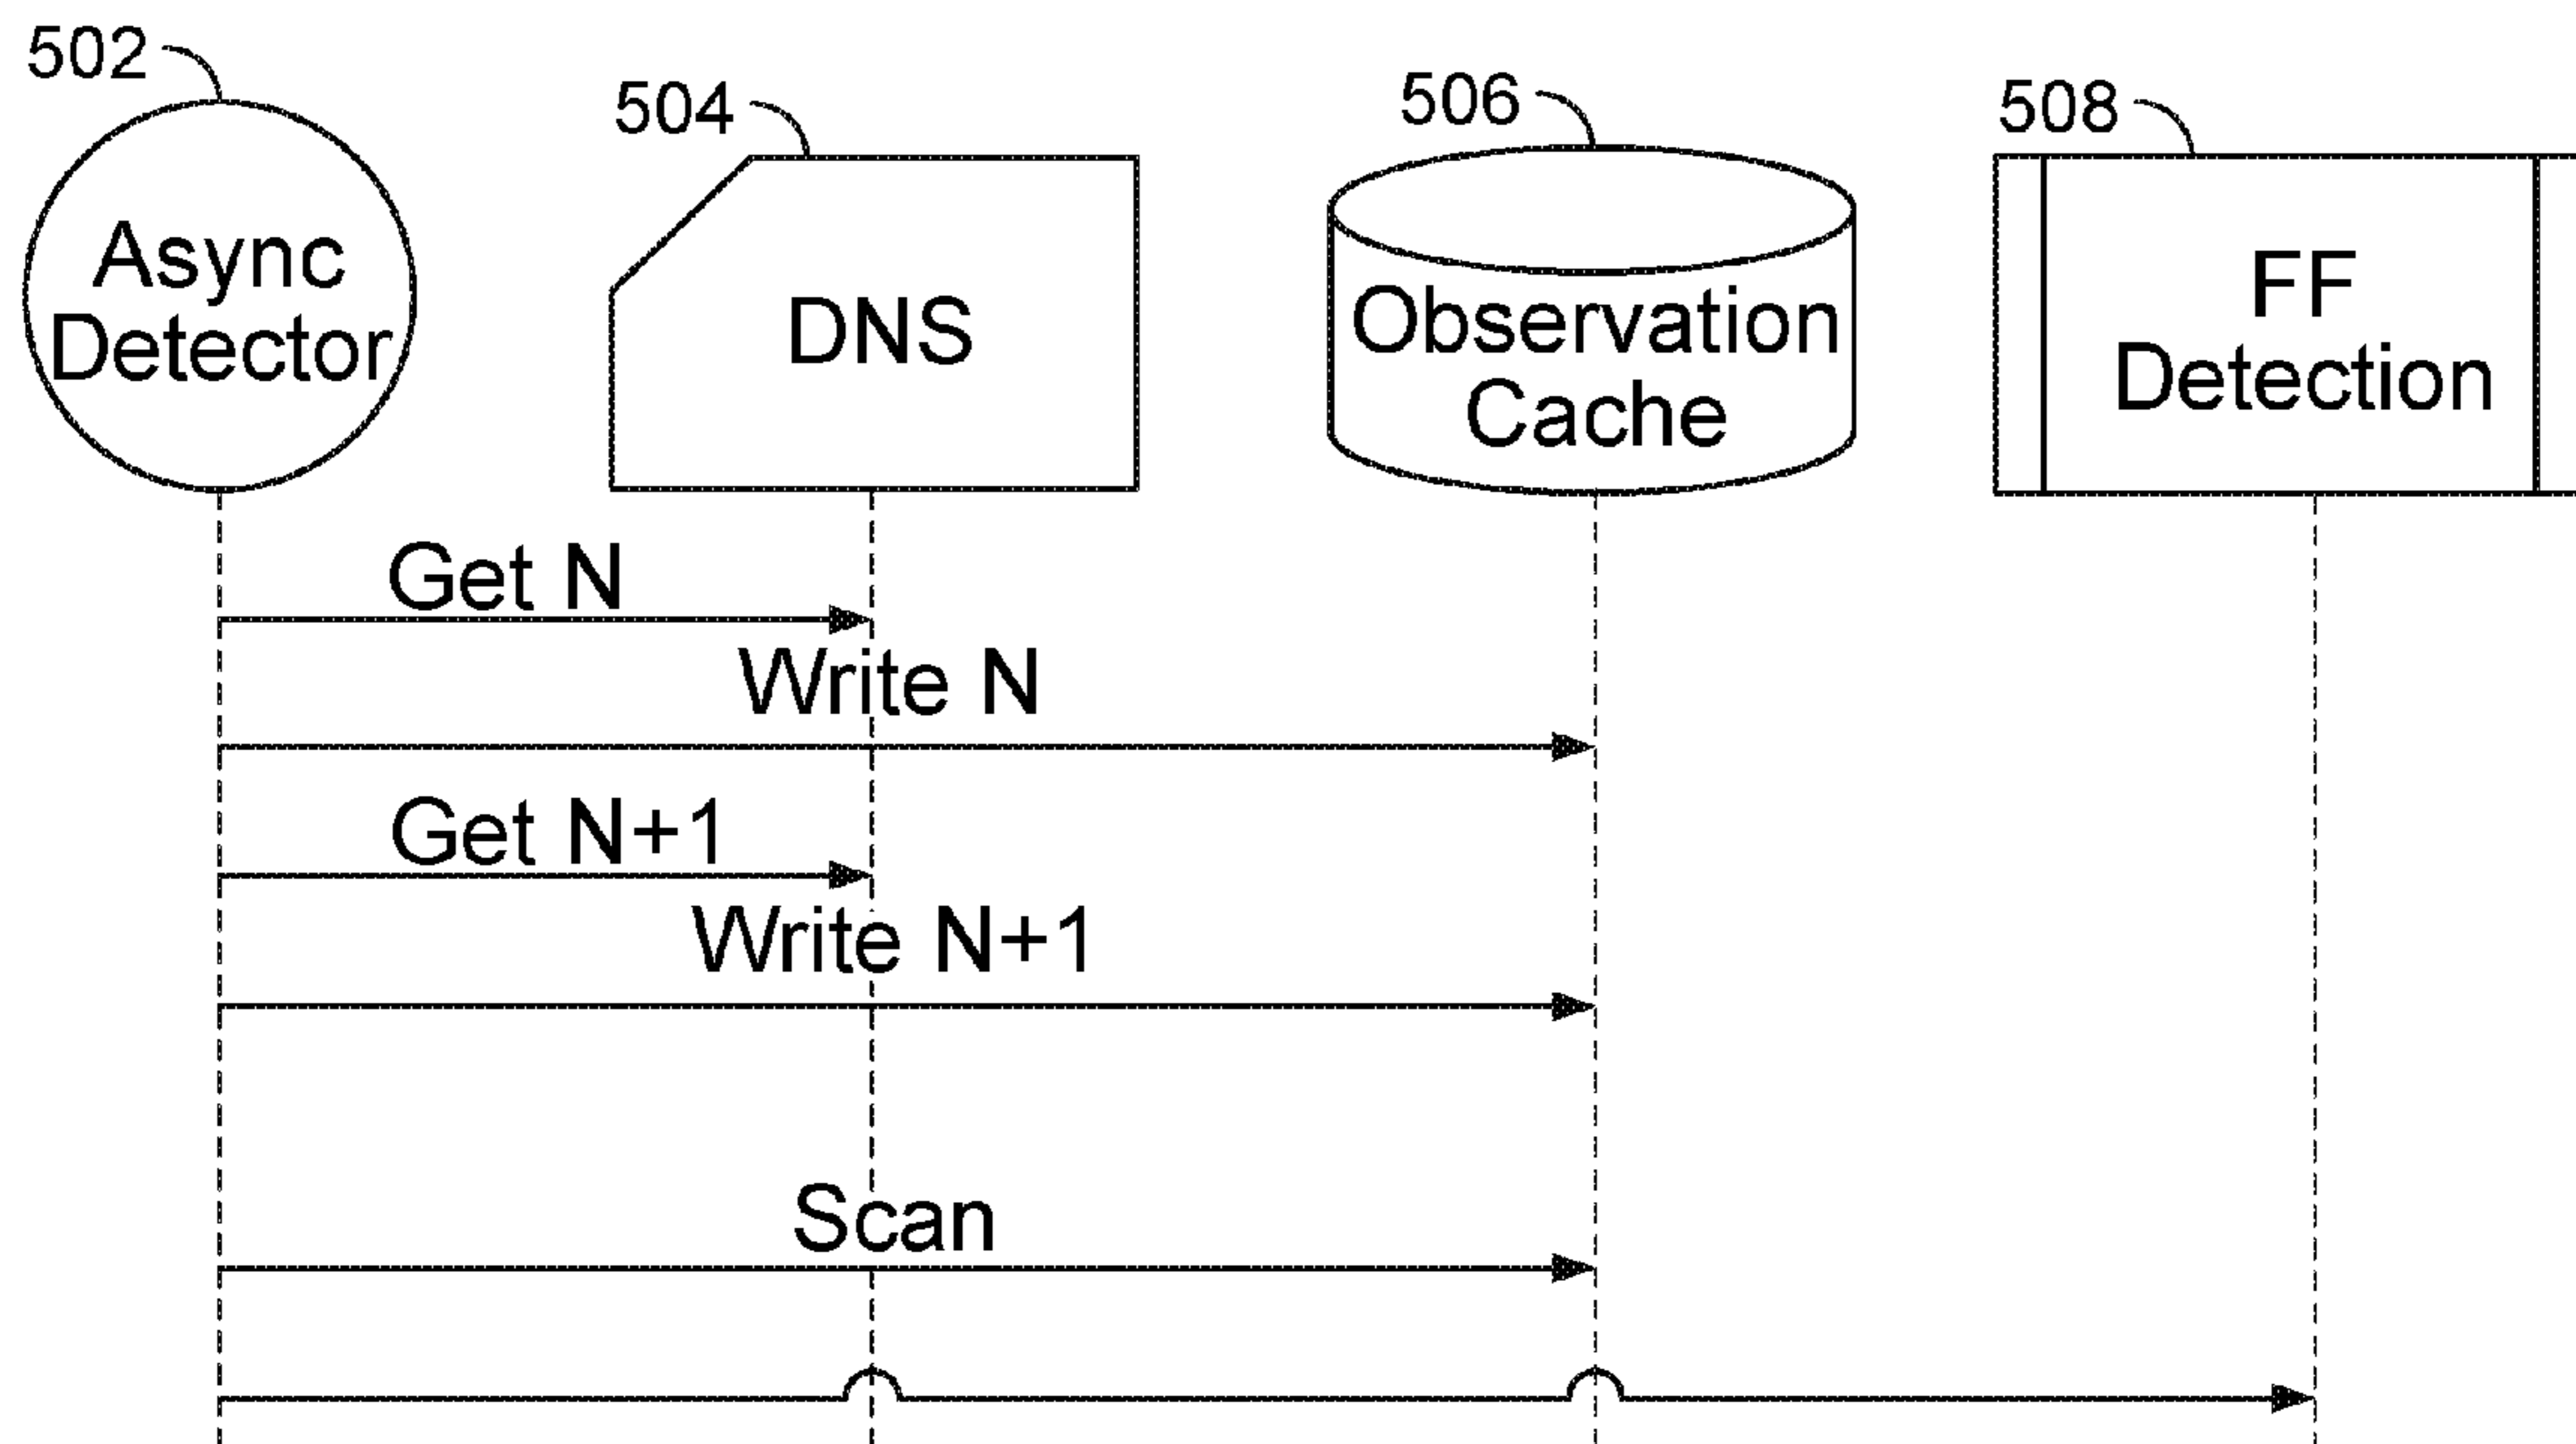 502
504
506
508
Async
Detector
DNS
Observation
Cache
FF
Detection
Get N
Write N
Get N+1
Write N+1
Scan